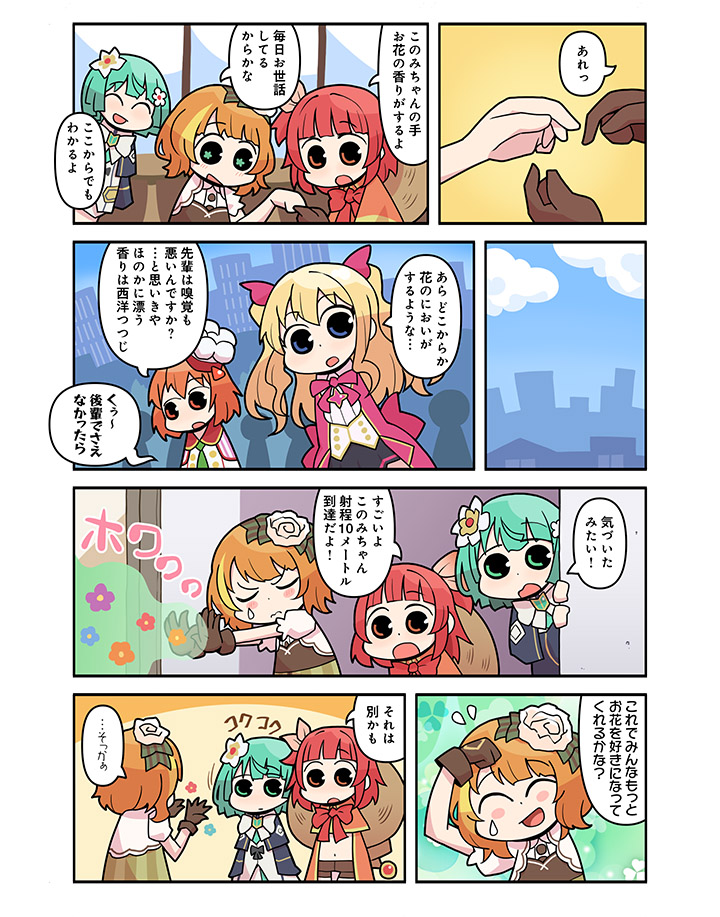 あれっ
このみちゃんの手
お花の香りがするよ
毎日お世話
してる
からかな
ここからでも
わかるよ
あら どこからか
花のにおいが
するような…
先輩は嗅覚も
悪いんですか?
…と思いきや
ほのかに漂う
香りは西洋つつじ
くぅ〜
後輩でさえ
なかったら
気づいた
みたい!
すごいよ
このみちゃん
射程10メートル
到達だよ!
ホワワワ
これでみんなもっと
お花を好きになって
くれるかな?
それは
別かも
コクコク
…そっかぁ